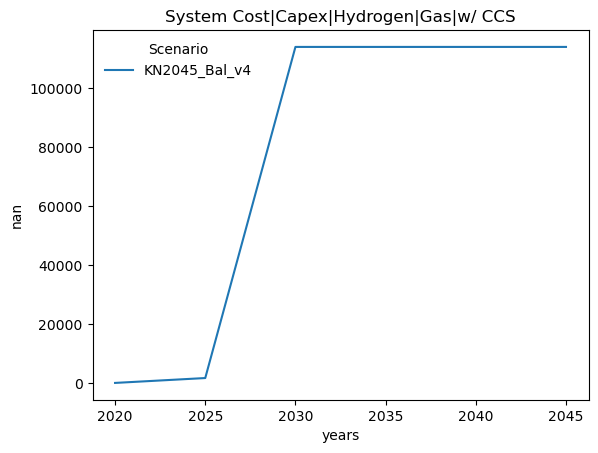 System Cost|Capex|Hydrogen|Gas|w/ CCS
Scenario
KN2045_Bal_v4
100000
80000
60000
40000
20000
0
nan
2020 2025 2030 2035 2040 2045
years